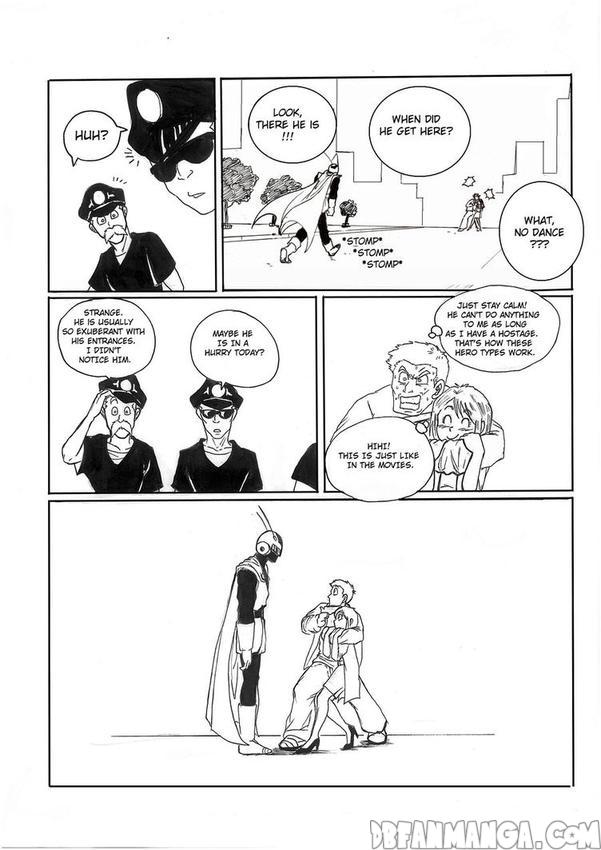 HUH?
LOOK,
THERE HE IS
!!!
WHEN DID
HE GET HERE?
WHAT,
NO DANCE
???
*STOMP*
*STOMP*
*STOMP*
STRANGE.
HE IS USUALLY
SO EXUBERANT WITH
HIS ENTRANCES.
I DIDN'T
NOTICE HIM.
MAYBE HE
IS IN A
HURRY TODAY?
JUST STAY CALM!
HE CAN'T DO ANYTHING
TO ME AS LONG
AS I HAVE A HOSTAGE.
THAT'S HOW THESE
HERO TYPES WORK.
HIHI!
THIS IS JUST LIKE
IN THE MOVIES.
DBFANMANGA.COM